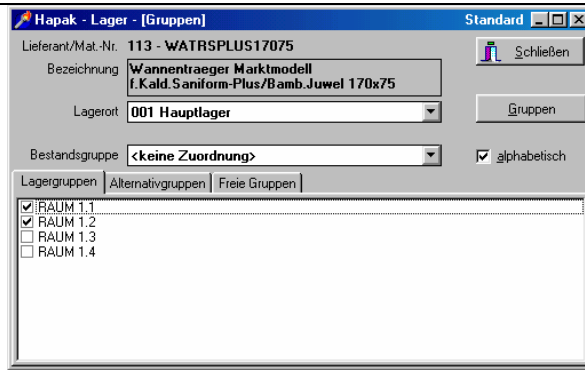 Hapak - Lager - [Gruppen] Standard
Lieferant/Mat.-Nr. 113 - WATRSPLUS17075 Schließen
Bezeichnung Wannentraeger Marktmodell
f.Kald.Saniform-Plus/Bamb.Juwel 170x75
Lagerort 001 Hauptlager Gruppen
Bestandsgruppe <keine Zuordnung> alphabetisch
Lagergruppen Alternativgruppen Freie Gruppen
RAUM 1.1
RAUM 1.2
RAUM 1.3
RAUM 1.4